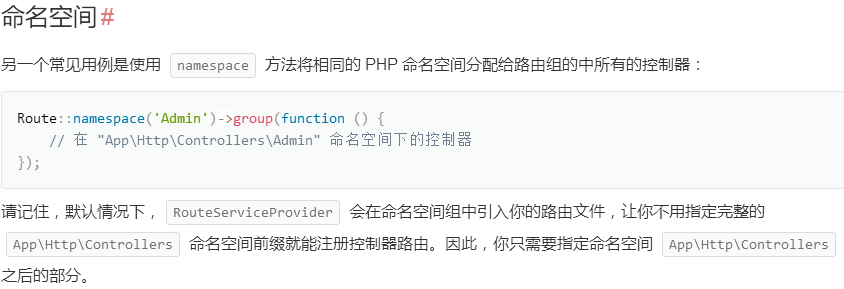 命名空间#
另一个常见用例是使用 namespace 方法将相同的 PHP 命名空间分配给路由组的中所有的控制器：
Route::namespace('Admin')->group(function () {
    // 在 "App\Http\Controllers\Admin" 命名空间下的控制器
});
请记住，默认情况下， RouteServiceProvider 会在命名空间组中引入你的路由文件，让你不用指定完整的
App\Http\Controllers 命名空间前缀就能注册控制器路由。因此，你只需要指定命名空间 App\Http\Controllers
之后的部分。